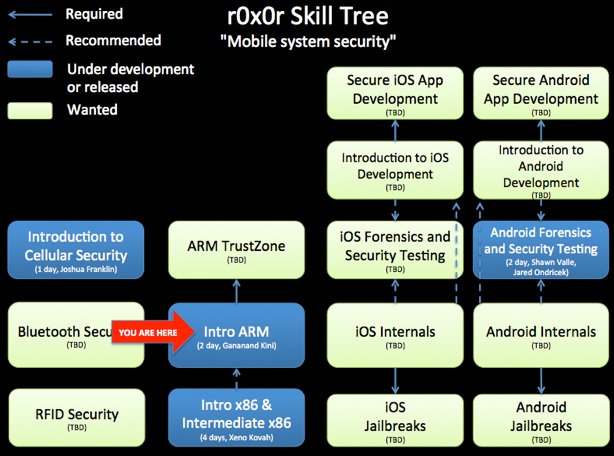 r0x0r Skill Tree
"Mobile system security"
Required
Recommended
Under development
or released
Wanted
Secure iOS App
Development
(TBD)
Secure Android
App Development
(TBD)
Introduction to iOS
Development
(TBD)
Introduction to
Android
Development
(TBD)
Introduction to
Cellular Security
(1 day, Joshua Franklin)
ARM TrustZone
(TBD)
iOS Forensics and
Security Testing
(TBD)
Android Forensics
and Security Testing
(2 day, Shawn Valle,
Jared Ondricek)
Bluetooth Secu
(TBD)
YOU ARE HERE
Intro ARM
(2 day, Gananand Kini)
iOS Internals
(TBD)
Android Internals
(TBD)
RFID Security
(TBD)
Intro x86 &
Intermediate x86
(4 days, Xeno Kovah)
iOS
Jailbreaks
(TBD)
Android
Jailbreaks
(TBD)